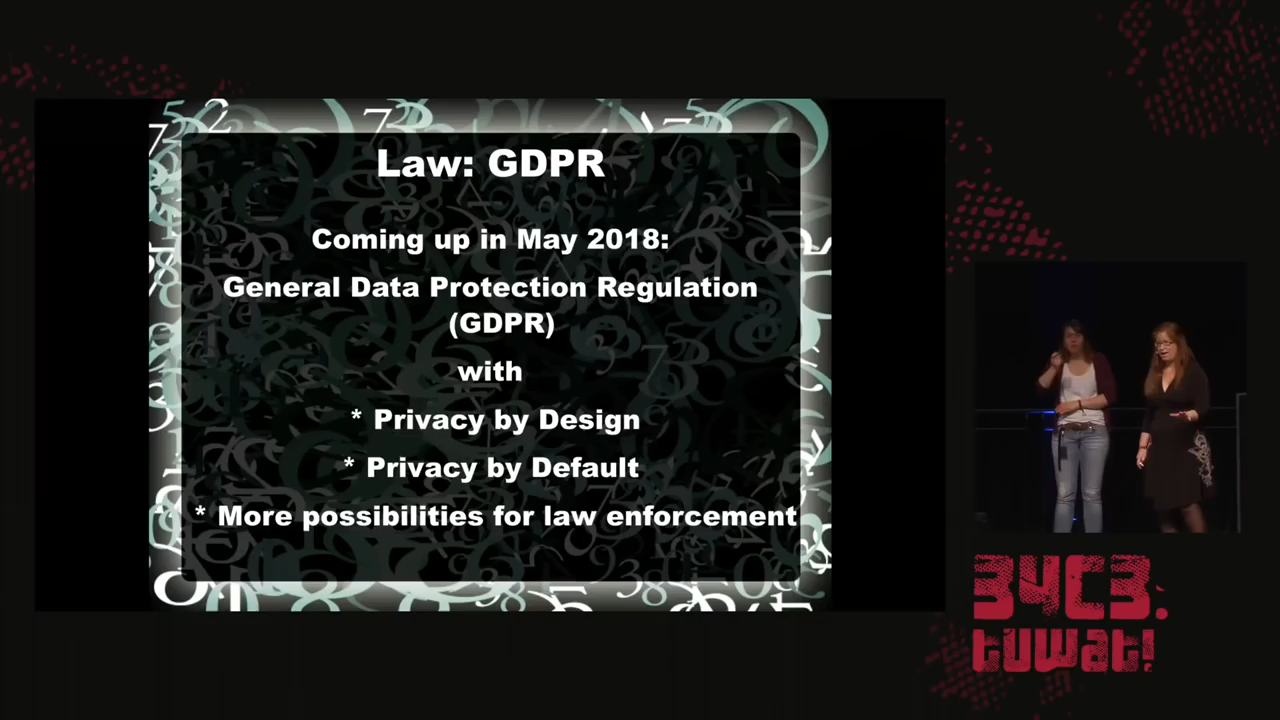 Law: GDPR
Coming up in May 2018:
General Data Protection Regulation
(GDPR)
with
* Privacy by Design
* Privacy by Default
* More possibilities for law enforcement
34C3.
tuwat!